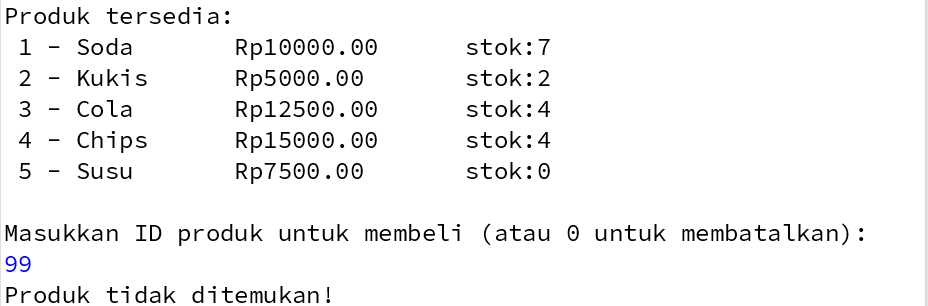 Produk tersedia:
1 - Soda Rp10000.00 stok:7
2 - Kukis Rp5000.00 stok:2
3 - Cola Rp12500.00 stok:4
4 - Chips Rp15000.00 stok:4
5 - Susu Rp7500.00 stok:0
Masukkan ID produk untuk membeli (atau 0 untuk membatalkan):
99
Produk tidak ditemukan!